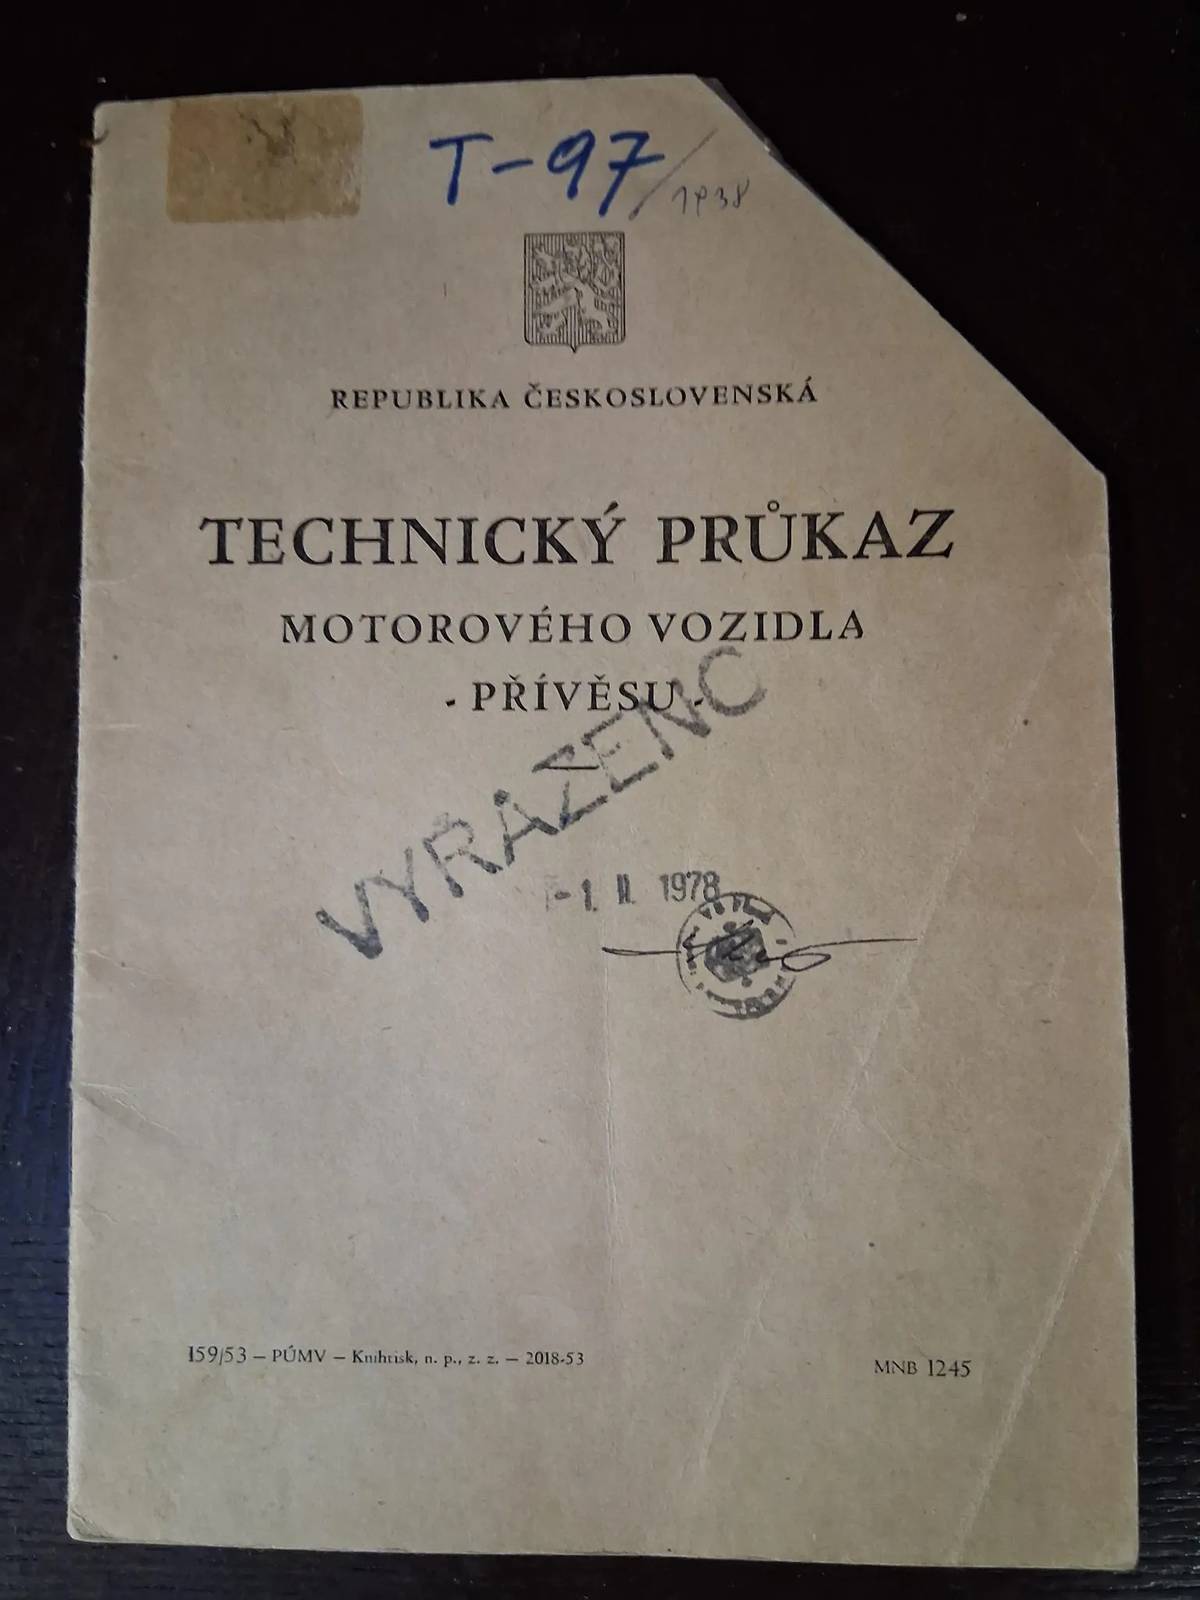 T-97/1938
REPUBLIKA ČESKOSLOVENSKÁ
TECHNICKÝ PRŮKAZ
MOTOROVÉHO VOZIDLA
- PŘÍVĚSU -
VYŘAZENO
-1. II. 1978
159/53 – PÚMV – Knihtisk, n. p., z. z. – 2018-53
MNB 1245